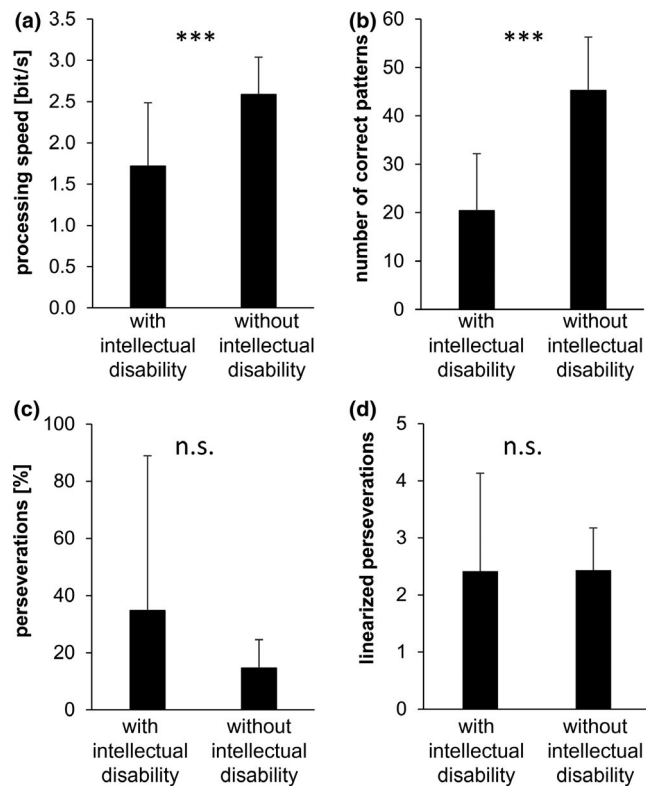 (a)
***
processing speed [bit/s]
3.5
3.0
2.5
2.0
1.5
1.0
0.5
0.0
with
intellectual
disability
without
intellectual
disability
(b)
***
number of correct patterns
60
50
40
30
20
10
0
with
intellectual
disability
without
intellectual
disability
(c)
n.s.
perseverations [%]
100
80
60
40
20
0
with
intellectual
disability
without
intellectual
disability
(d)
n.s.
linearized perseverations
5
4
3
2
1
0
with
intellectual
disability
without
intellectual
disability